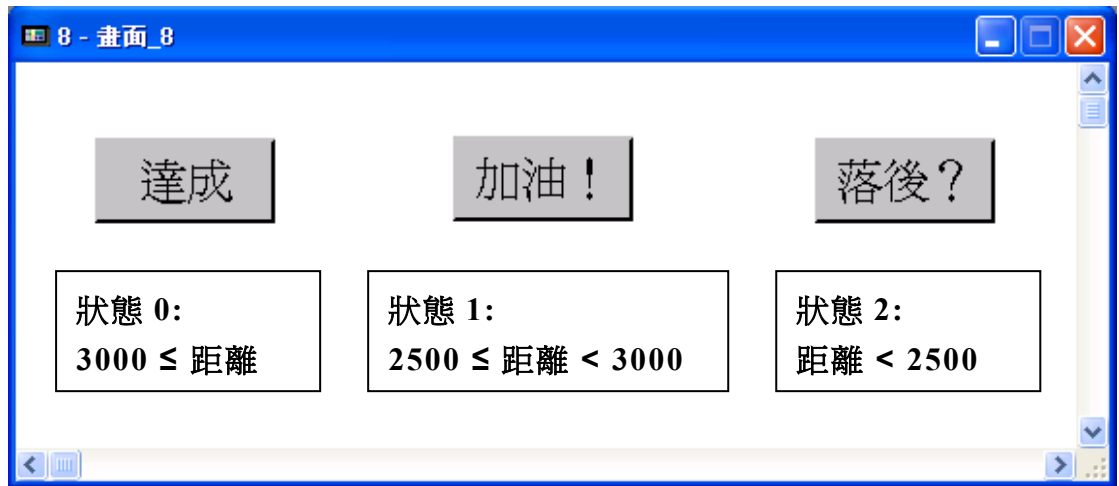 8 - 畫面_8
達成
加油!
落後?
狀態 0:
3000 ≤ 距離
狀態 1:
2500 ≤ 距離 < 3000
狀態 2:
距離 < 2500